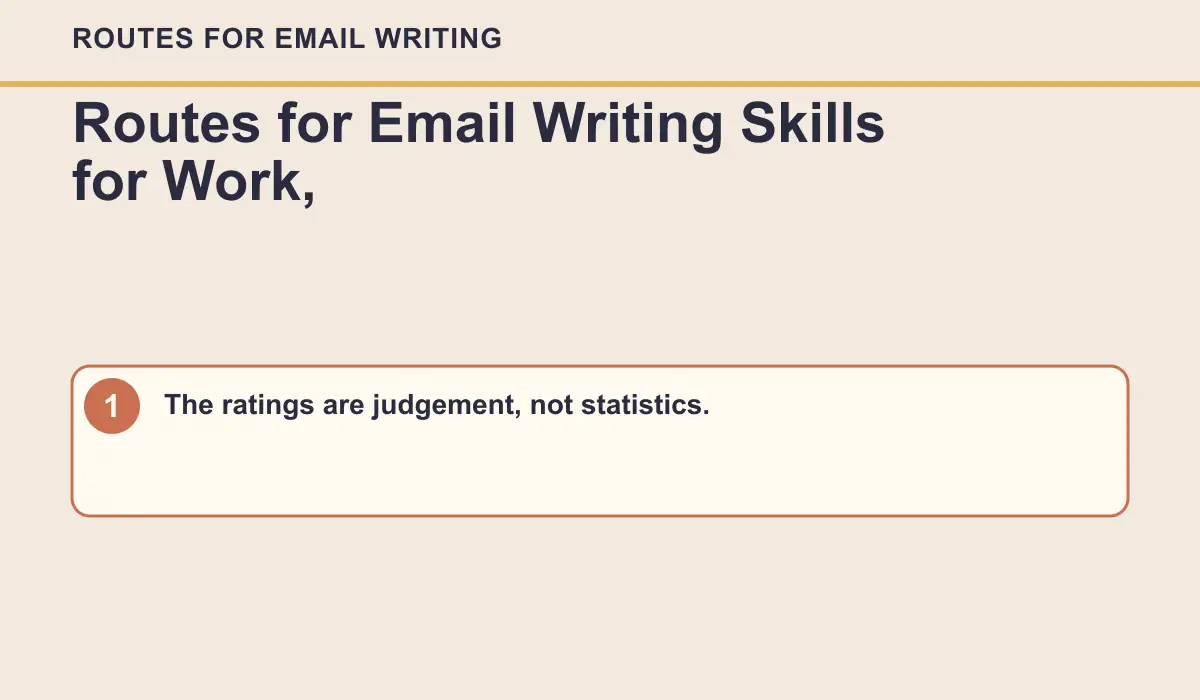 ROUTES FOR EMAIL WRITING
Routes for Email Writing Skills
for Work,
1 The ratings are judgement, not statistics.